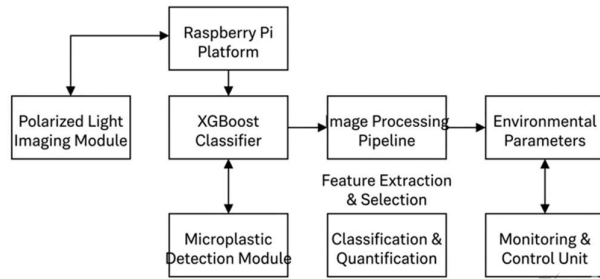 Raspberry Pi
Platform
Polarized Light
Imaging Module
XGBoost
Classifier
Image Processing
Pipeline
Environmental
Parameters
Feature Extraction
& Selection
Microplastic
Detection Module
Classification &
Quantification
Monitoring &
Control Unit